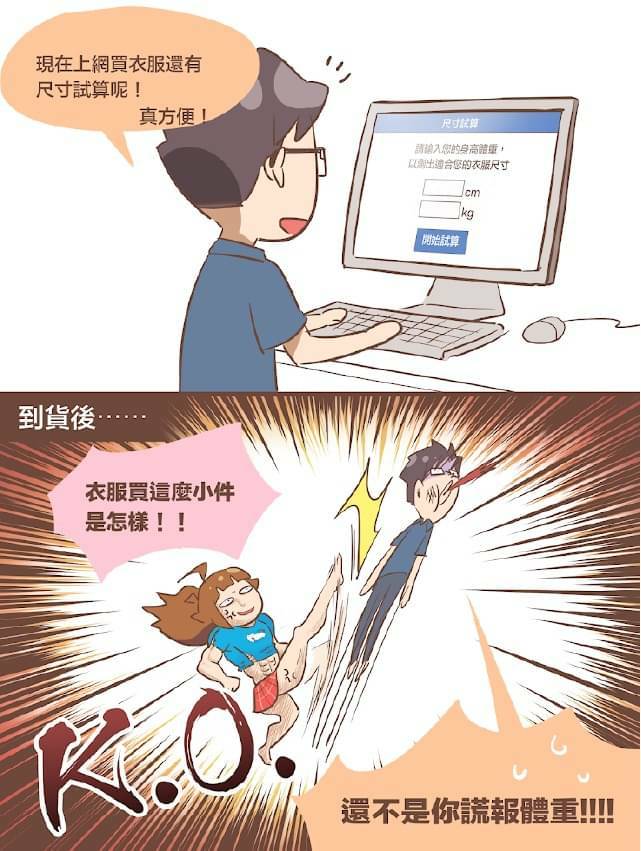 現在上網買衣服還有
尺寸試算呢！
真方便！
尺寸試算
請輸入您的身高體重，
以測出適合您的衣服尺寸
cm
kg
開始試算
到貨後⋯⋯
衣服買這麼小件
是怎樣！！
K.O.
還不是你謊報體重!!!!